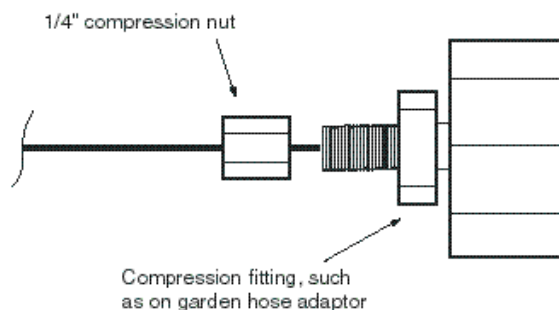 1/4" compression nut
Compression fitting, such
as on garden hose adaptor